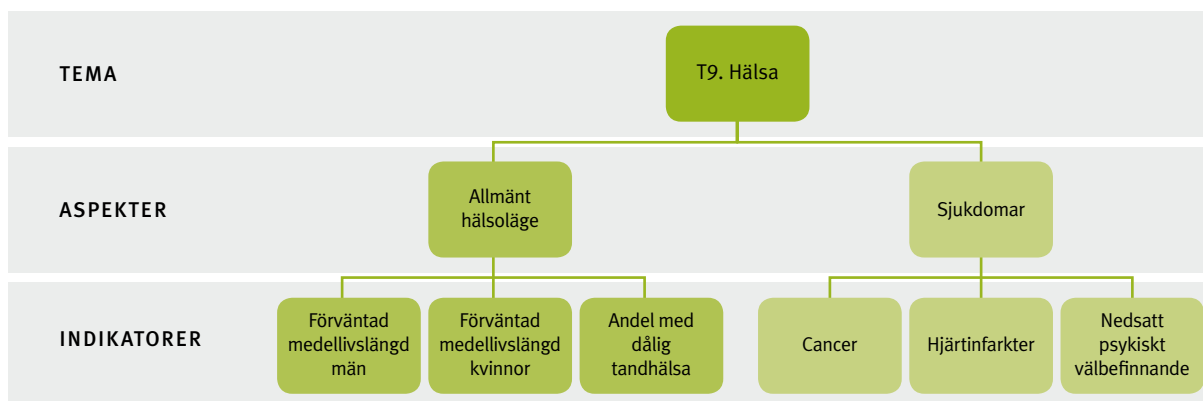 TEMA
T9. Hälsa
ASPEKTER
Allmänt
hälsoläge
Sjukdomar
INDIKATORER
Förväntad
medellivslängd
män
Förväntad
medellivslängd
kvinnor
Andel med
dålig
tandhälsa
Cancer
Hjärtinfarkter
Nedsatt
psykiskt
välbefinnande